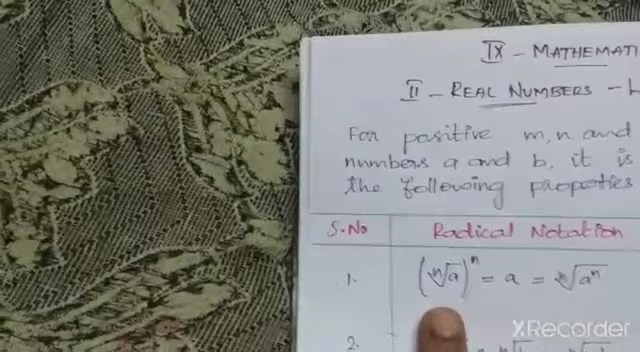 IX - MATHEMATI
II - REAL NUMBERS - L
For positive m, n and
numbers a and b, it is
the following properties
S.No Radical Notation
1. (ⁿ√a)ⁿ = a = ⁿ√aⁿ
2.
XRecorder